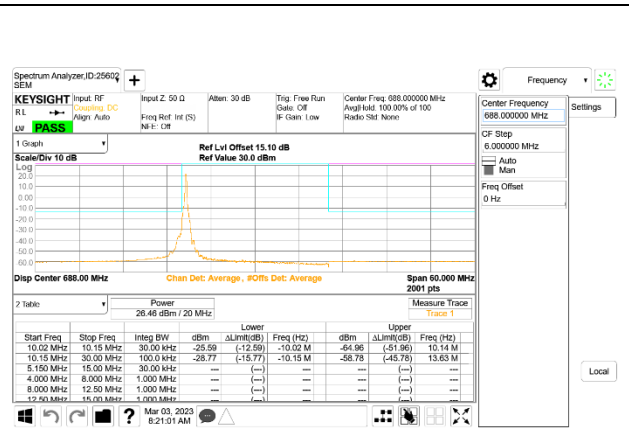 Spectrum Analyzer,ID:25602
SEM
Frequency
KEYSIGHT
Input: RF
Input Z: 50 Ω
Atten: 30 dB
Trig: Free Run
Center Freq: 688.000000 MHz
RL
Coupling: DC
Gate: Off
Avg|Hold: 100.00% of 100
Align: Auto
Freq Ref: Int (S)
IF Gain: Low
Radio Std: None
LW
PASS
NFE: Off
Center Frequency
688.000000 MHz
Settings
CF Step
6.000000 MHz
Auto
Man
Freq Offset
0 Hz
1 Graph
Ref Lvl Offset 15.10 dB
Scale/Div 10 dB
Ref Value 30.0 dBm
Log
20.0
10.0
0.00
-10.0
-20.0
-30.0
-40.0
-50.0
-60.0
Disp Center 688.00 MHz
Chan Det: Average , #Offs Det: Average
Span 60.000 MHz
2001 pts
2 Table
Power
Measure Trace
26.46 dBm / 20 MHz
Trace 1
Lower
Upper
Start Freq Stop Freq Integ BW dBm ΔLimit(dB) Freq (Hz) dBm ΔLimit(dB) Freq (Hz)
10.02 MHz 10.15 MHz 30.00 kHz -25.59 (-12.59) -10.02 M -64.96 (-51.96) 10.14 M
10.15 MHz 30.00 MHz 100.0 kHz -28.77 (-15.77) -10.15 M -58.78 (-45.78) 13.63 M
5.150 MHz 15.00 MHz 30.00 kHz --- (---) --- --- (---) ---
4.000 MHz 8.000 MHz 1.000 MHz --- (---) --- --- (---) ---
8.000 MHz 12.50 MHz 1.000 MHz --- (---) --- --- (---) ---
12.50 MHz 15.00 MHz 1.000 MHz --- (---) --- --- (---) ---
Local
?
Mar 03, 2023
8:21:01 AM